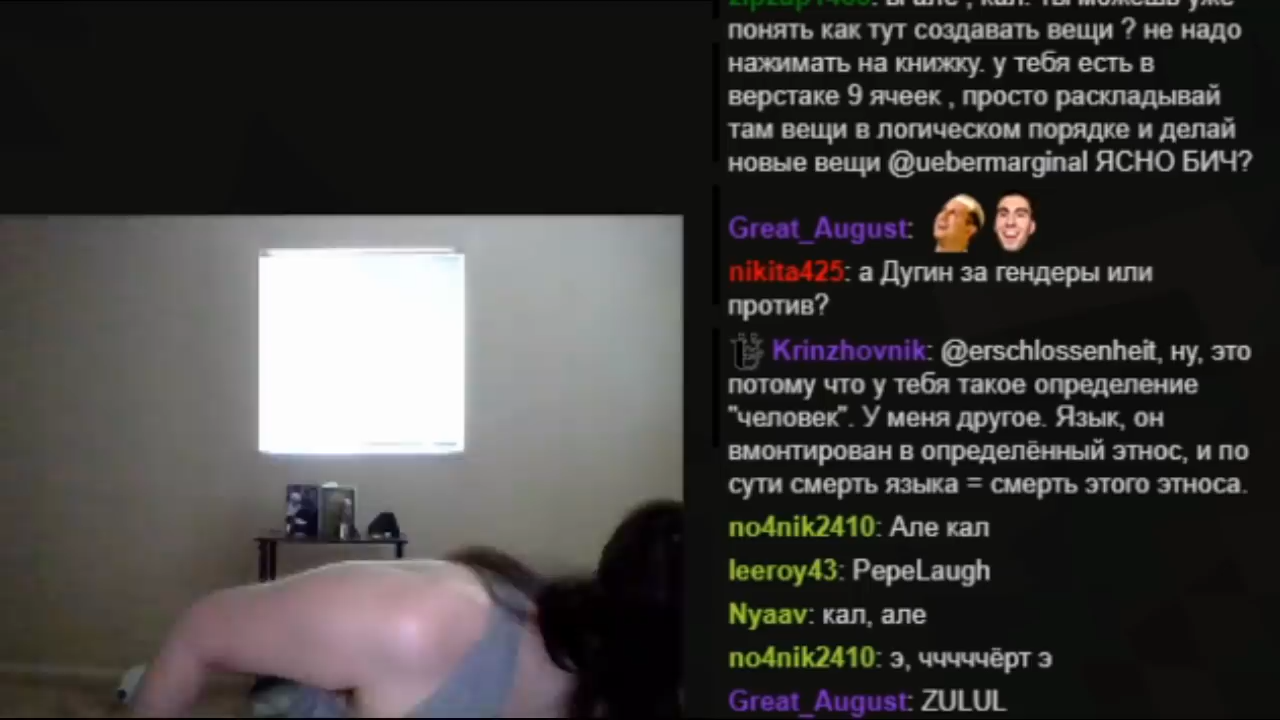 понять как тут создавать вещи ? не надо
нажимать на книжку. у тебя есть в
верстаке 9 ячеек , просто раскладывай
там вещи в логическом порядке и делай
новые вещи @uebermarginal ЯСНО БИЧ?
Great_August:
nikita425: а Дугин за гендеры или
против?
Krinzhovnik: @erschlossenheit, ну, это
потому что у тебя такое определение
"человек". У меня другое. Язык, он
вмонтирован в определённый этнос, и по
сути смерть языка = смерть этого этноса.
no4nik2410: Але кал
leeroy43: PepeLaugh
Nyaav: кал, але
no4nik2410: э, чччччёрт э
Great_August: ZULUL